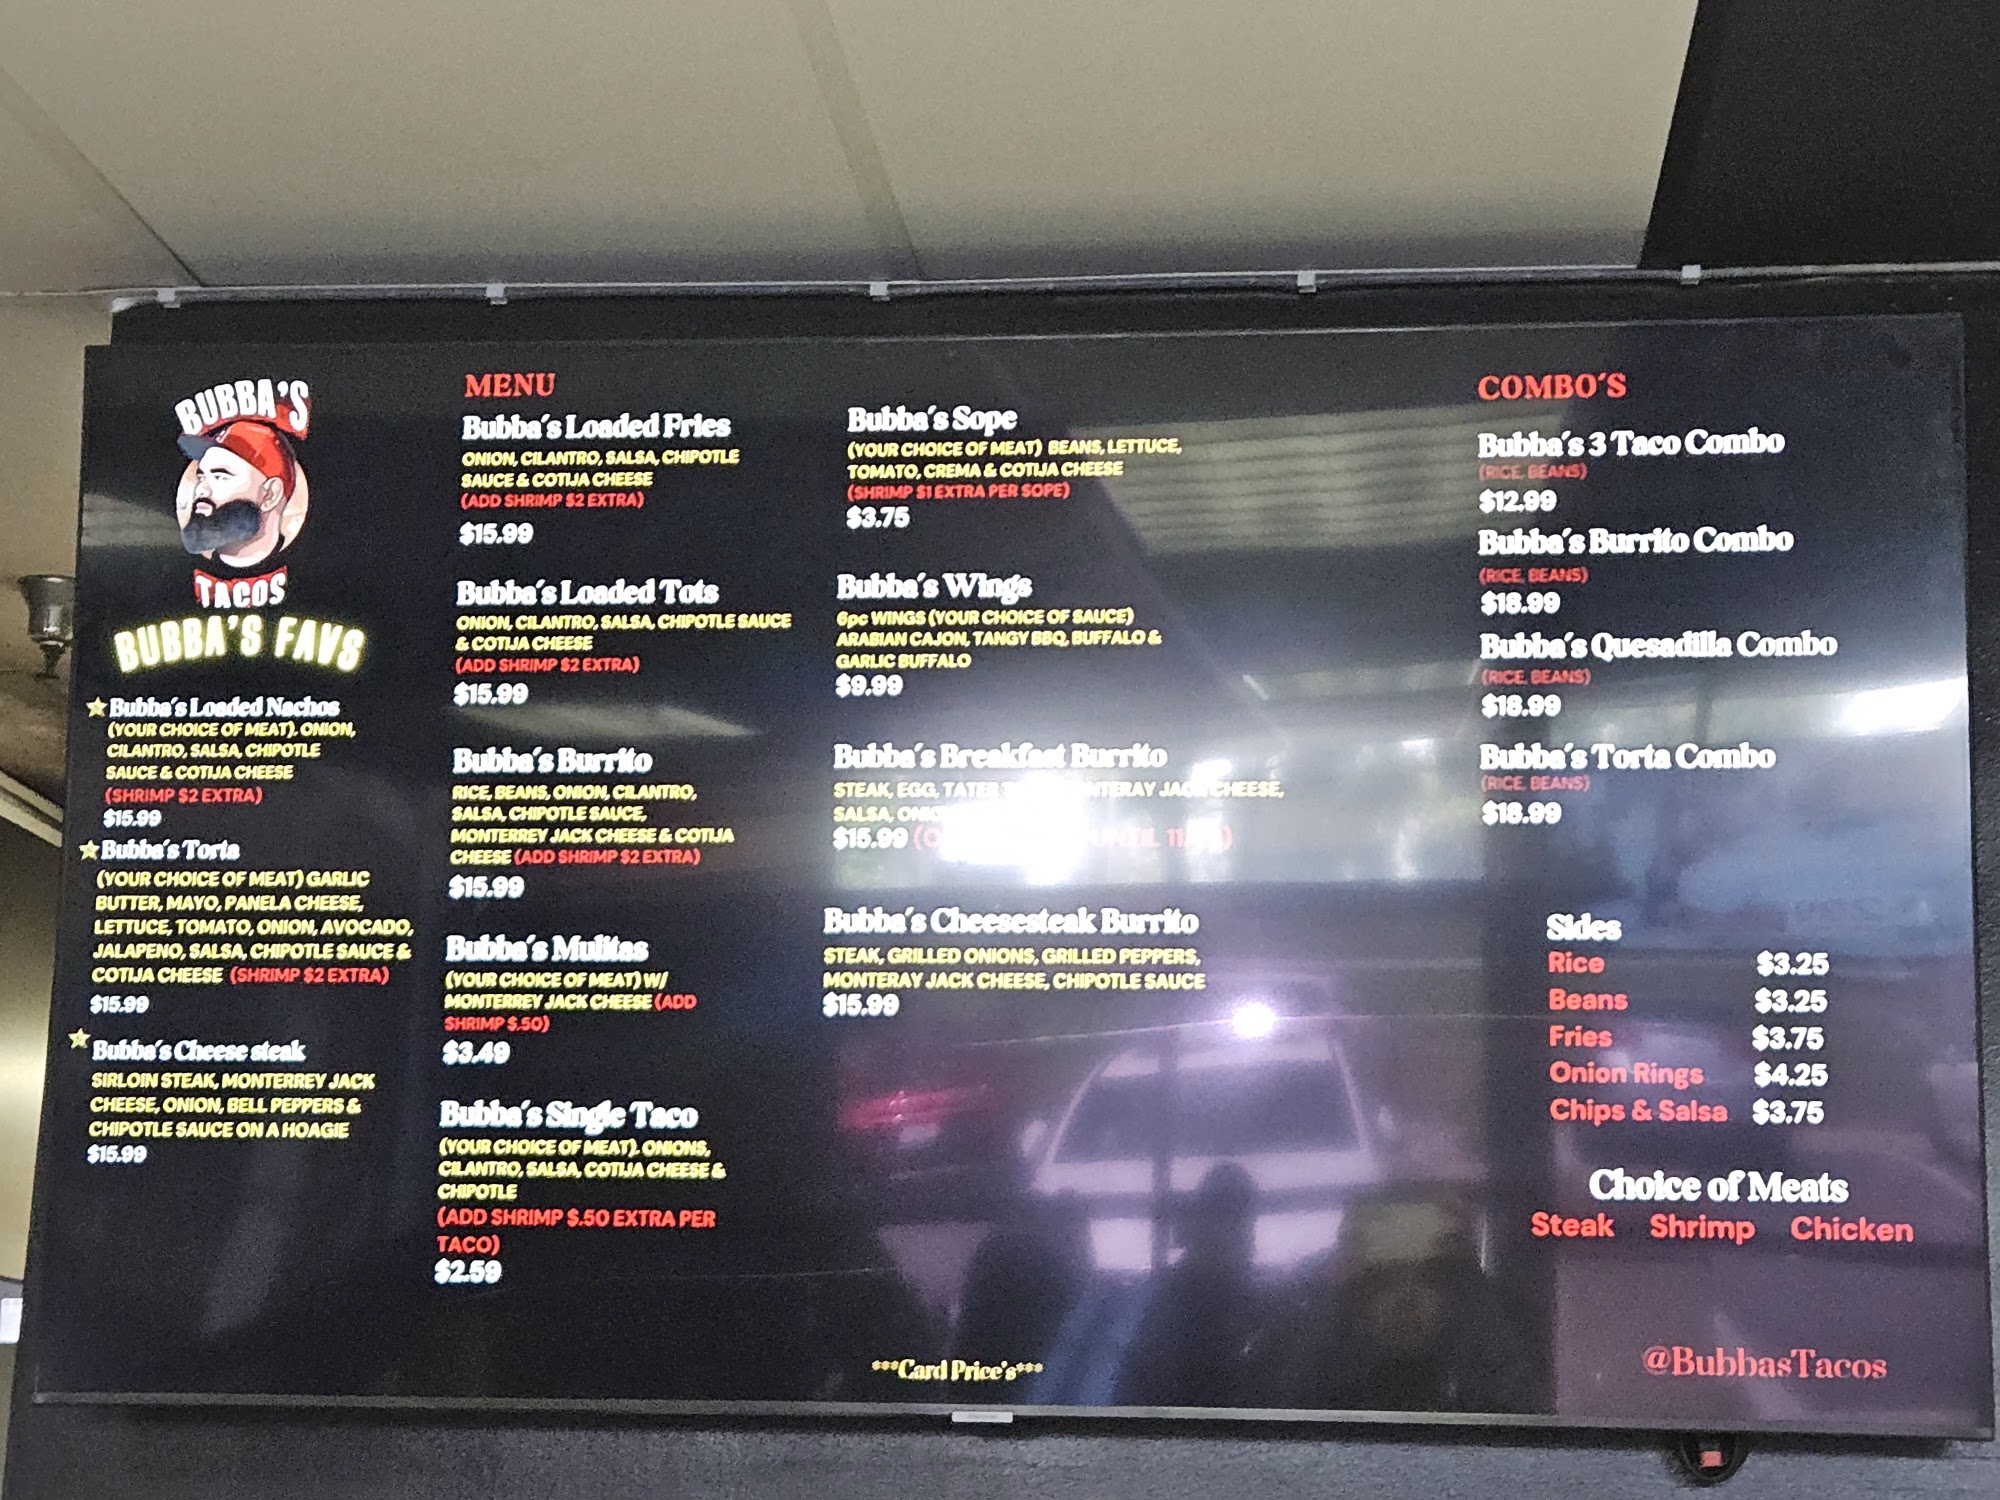 BUBBA'S
TACOS
BUBBA'S FAVS
Bubba's Loaded Nachos
(YOUR CHOICE OF MEAT). ONION,
CILANTRO, SALSA, CHIPOTLE
SAUCE & COTIJA CHEESE
(SHRIMP $2 EXTRA)
$15.99
Bubba's Torta
(YOUR CHOICE OF MEAT) GARLIC
BUTTER, MAYO, PANELA CHEESE,
LETTUCE, TOMATO, ONION, AVOCADO,
JALAPENO, SALSA, CHIPOTLE SAUCE &
COTIJA CHEESE (SHRIMP $2 EXTRA)
$15.99
Bubba's Cheese steak
SIRLOIN STEAK, MONTERREY JACK
CHEESE, ONION, BELL PEPPERS &
CHIPOTLE SAUCE ON A HOAGIE
$15.99
MENU
Bubba's Loaded Fries
ONION, CILANTRO, SALSA, CHIPOTLE
SAUCE & COTIJA CHEESE
(ADD SHRIMP $2 EXTRA)
$15.99
Bubba's Loaded Tots
ONION, CILANTRO, SALSA, CHIPOTLE SAUCE
& COTIJA CHEESE
(ADD SHRIMP $2 EXTRA)
$15.99
Bubba's Burrito
RICE, BEANS, ONION, CILANTRO,
SALSA, CHIPOTLE SAUCE,
MONTERREY JACK CHEESE & COTIJA
CHEESE (ADD SHRIMP $2 EXTRA)
$15.99
Bubba's Mulitas
(YOUR CHOICE OF MEAT) W/
MONTERREY JACK CHEESE (ADD
SHRIMP $.50)
$3.49
Bubba's Single Taco
(YOUR CHOICE OF MEAT). ONIONS,
CILANTRO, SALSA, COTIJA CHEESE &
CHIPOTLE
(ADD SHRIMP $.50 EXTRA PER
TACO)
$2.59
Bubba's Sope
(YOUR CHOICE OF MEAT) BEANS, LETTUCE,
TOMATO, CREMA & COTIJA CHEESE
(SHRIMP $1 EXTRA PER SOPE)
$3.75
Bubba's Wings
6pc WINGS (YOUR CHOICE OF SAUCE)
ARABIAN CAJON, TANGY BBQ, BUFFALO &
GARLIC BUFFALO
$9.99
Bubba's Breakfast Burrito
STEAK, EGG, TATER JACK CHEESE,
SALSA,
$15.99 UNTIL
Bubba's Cheesesteak Burrito
STEAK, GRILLED ONIONS, GRILLED PEPPERS,
MONTERAY JACK CHEESE, CHIPOTLE SAUCE
$15.99
***Card Price's***
COMBO'S
Bubba's 3 Taco Combo
(RICE, BEANS)
$12.99
Bubba's Burrito Combo
(RICE, BEANS)
$18.99
Bubba's Quesadilla Combo
(RICE, BEANS)
$18.99
Bubba's Torta Combo
(RICE, BEANS)
$18.99
Sides
Rice $3.25
Beans $3.25
Fries $3.75
Onion Rings $4.25
Chips & Salsa $3.75
Choice of Meats
Steak Shrimp Chicken
@BubbasTacos